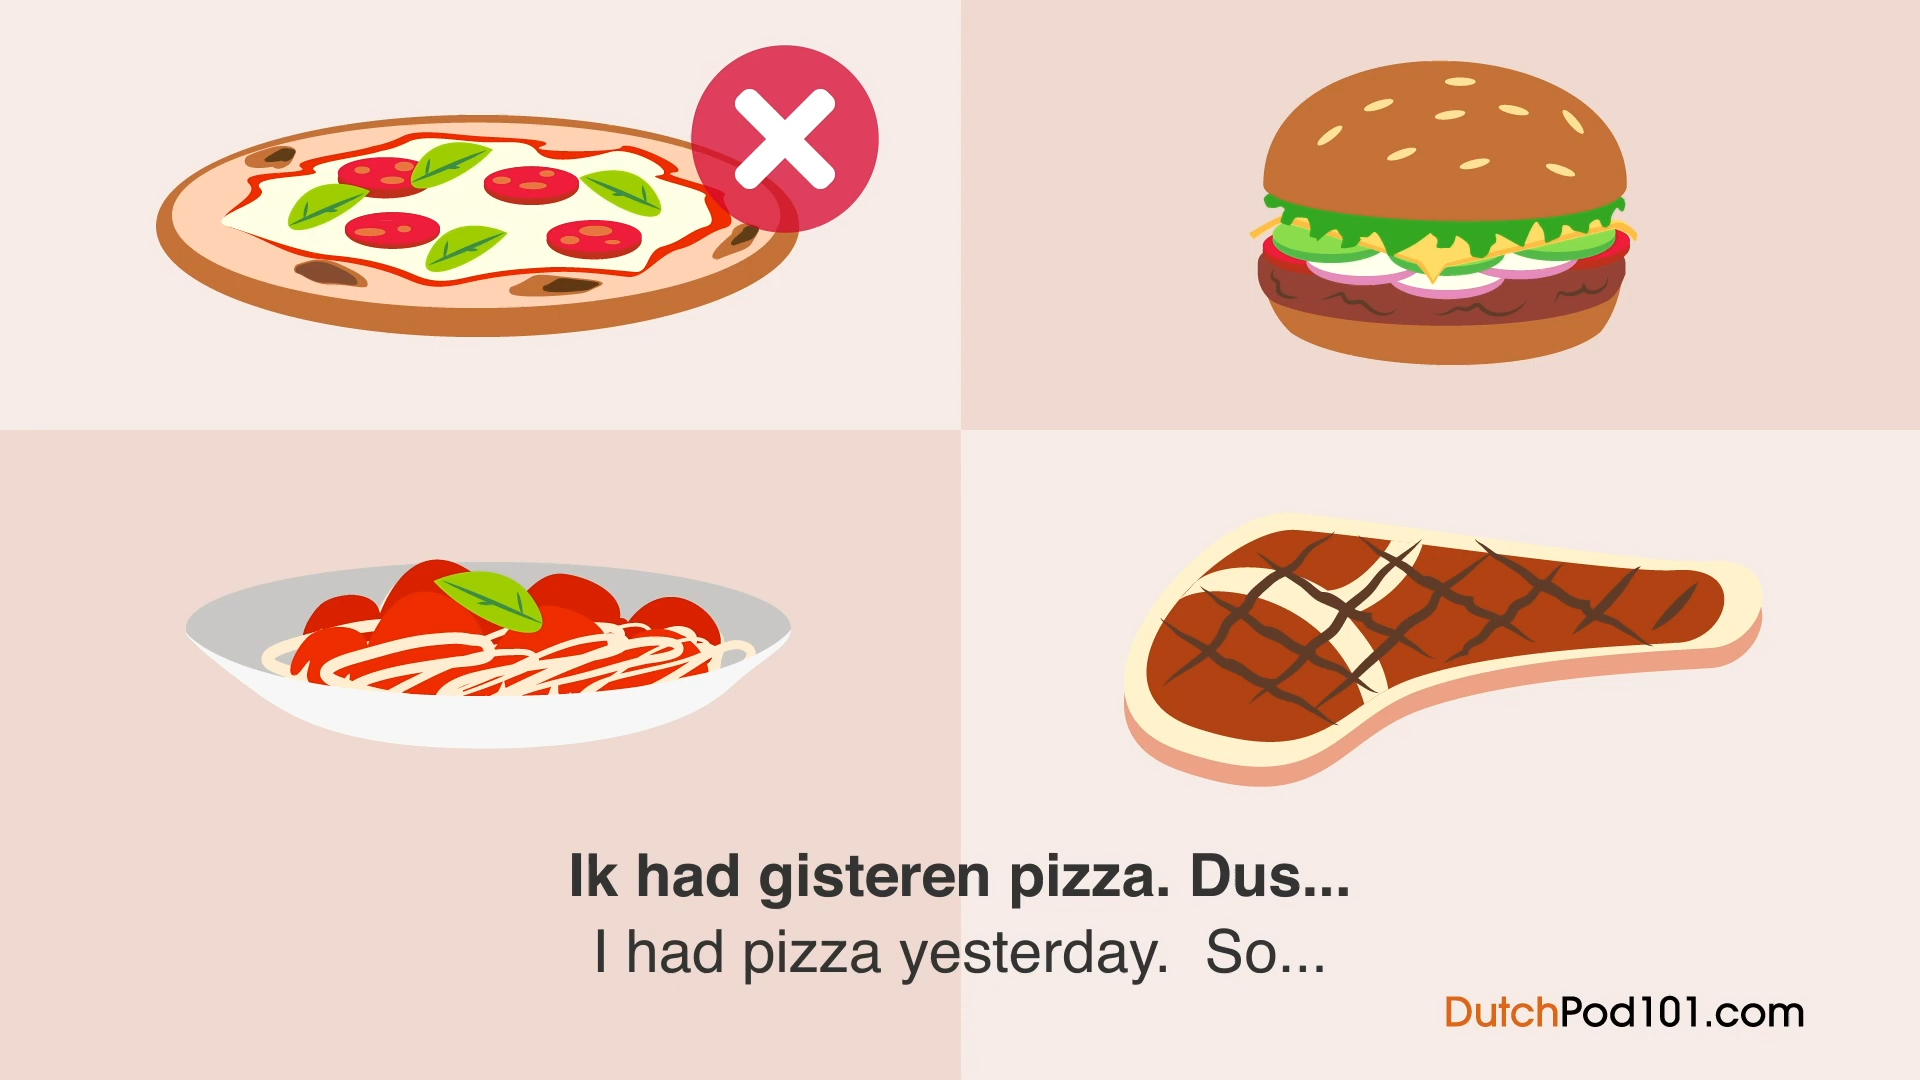 Ik had gisteren pizza. Dus...
I had pizza yesterday. So...
DutchPod101.com